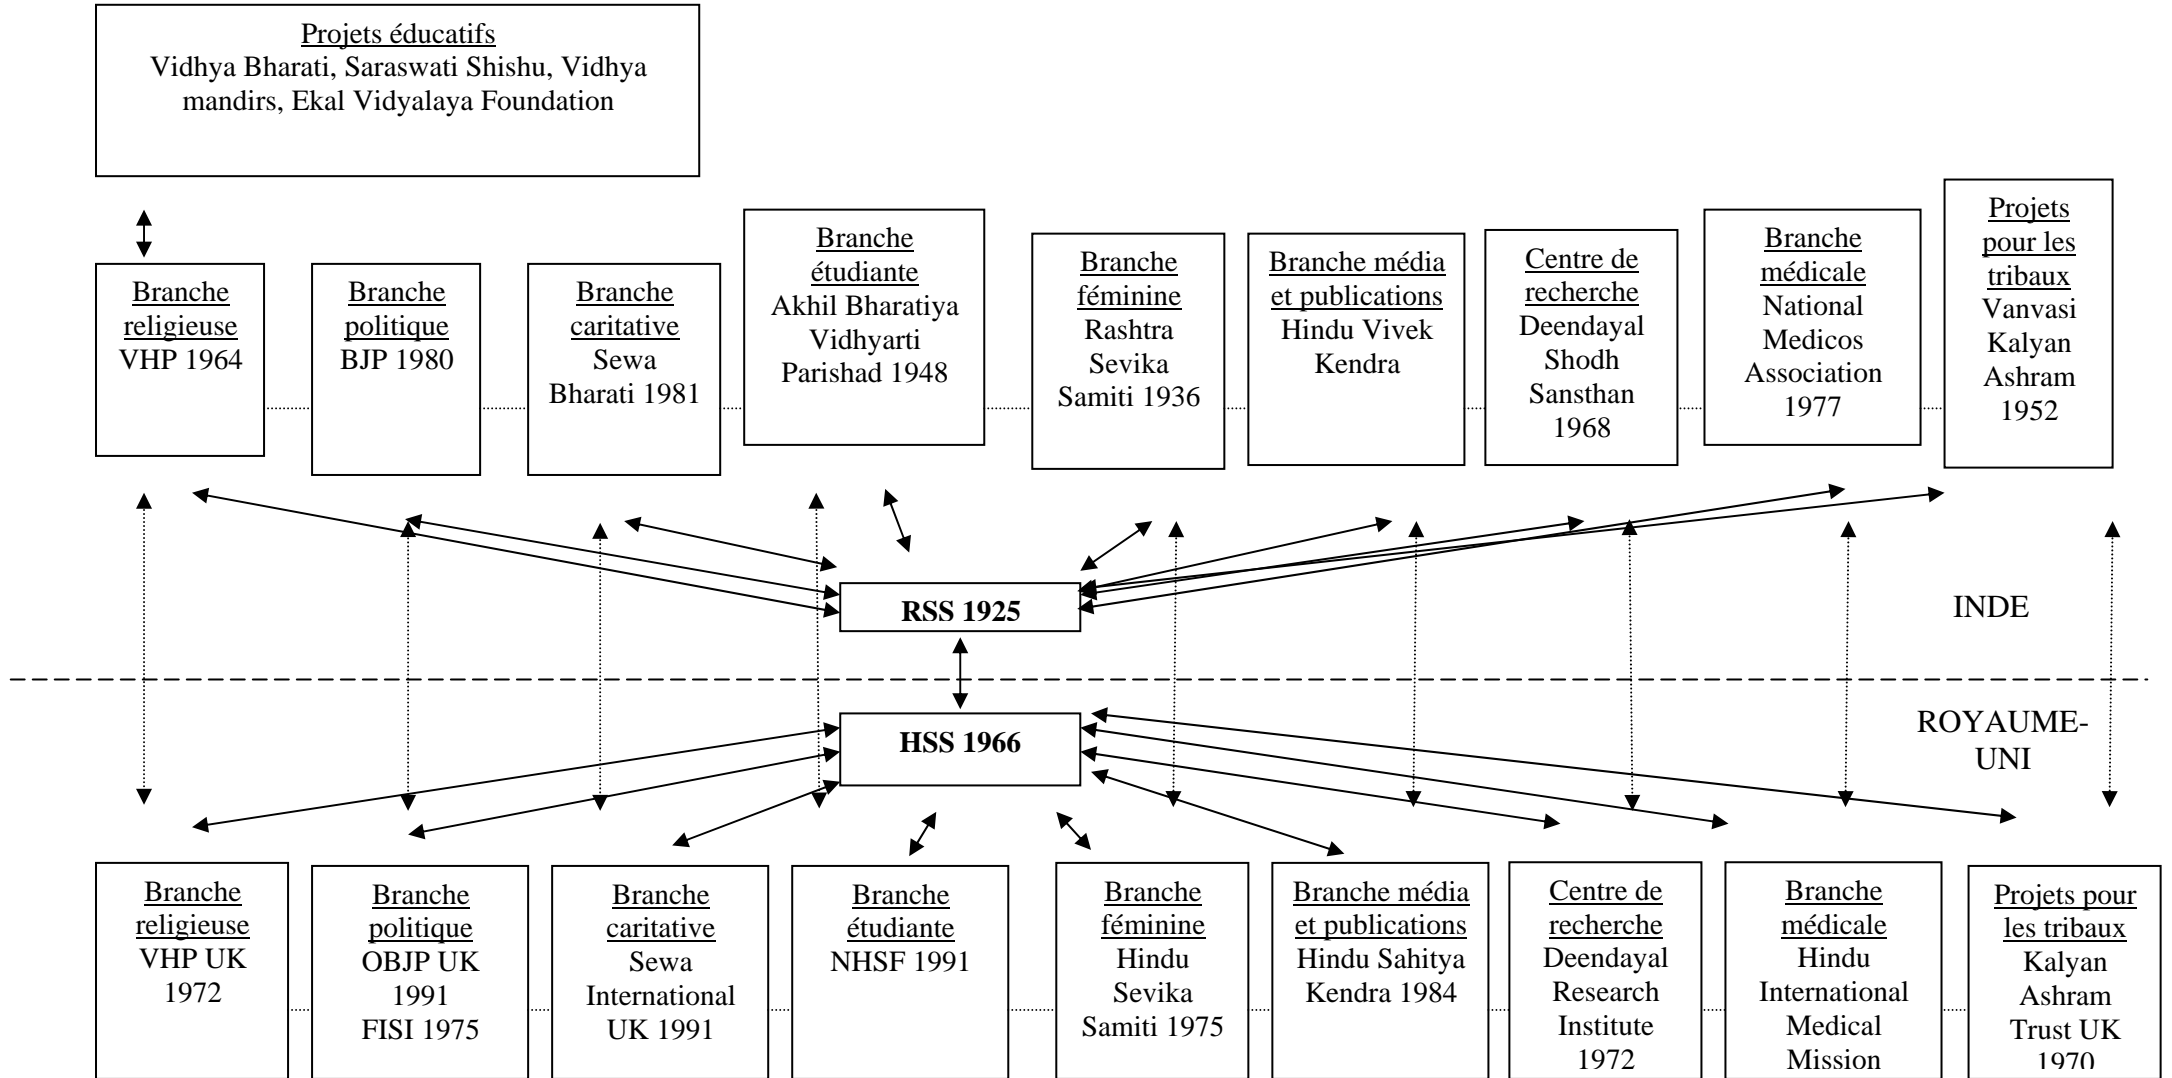 Projets éducatifs
Vidhya Bharati, Saraswati Shishu, Vidhya
mandirs, Ekal Vidyalaya Foundation
Branche
religieuse
VHP 1964
Branche
politique
BJP 1980
Branche
caritative
Sewa
Bharati 1981
Branche
étudiante
Akhil Bharatiya
Vidhyarti
Parishad 1948
Branche
féminine
Rashtra
Sevika
Samiti 1936
Branche média
et publications
Hindu Vivek
Kendra
Centre de
recherche
Deendayal
Shodh
Sansthan
1968
Branche
médicale
National
Medicos
Association
1977
Projets
pour les
tribaux
Vanvasi
Kalyan
Ashram
1952
RSS 1925
INDE
HSS 1966
ROYAUME-
UNI
Branche
religieuse
VHP UK
1972
Branche
politique
OBJP UK
1991
FISI 1975
Branche
caritative
Sewa
International
UK 1991
Branche
étudiante
NHSF 1991
Branche
féminine
Hindu
Sevika
Samiti 1975
Branche média
et publications
Hindu Sahitya
Kendra 1984
Centre de
recherche
Deendayal
Research
Institute
1972
Branche
médicale
Hindu
International
Medical
Mission
Projets pour
les tribaux
Kalyan
Ashram
Trust UK
1970